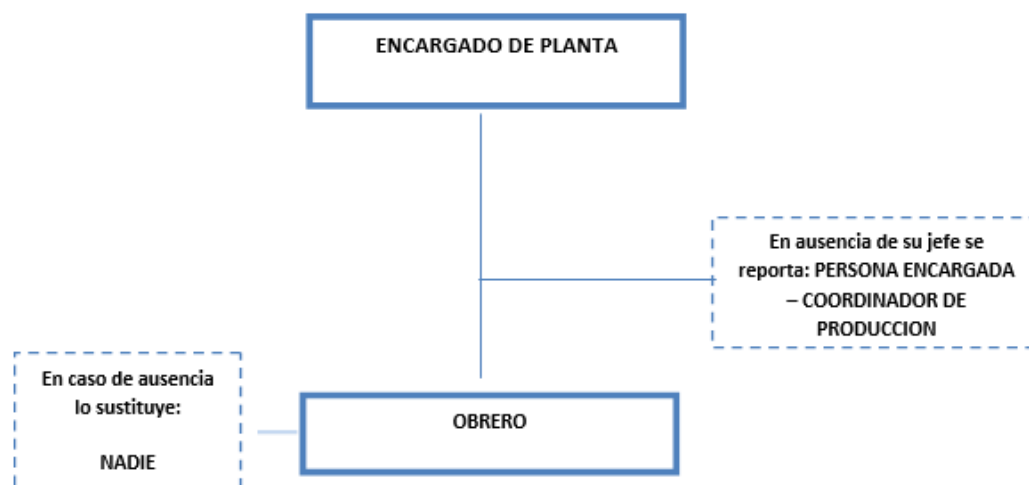 ENCARGADO DE PLANTA
En ausencia de su jefe se
reporta: PERSONA ENCARGADA
– COORDINADOR DE
PRODUCCION
En caso de ausencia
lo sustituye:
NADIE
OBRERO